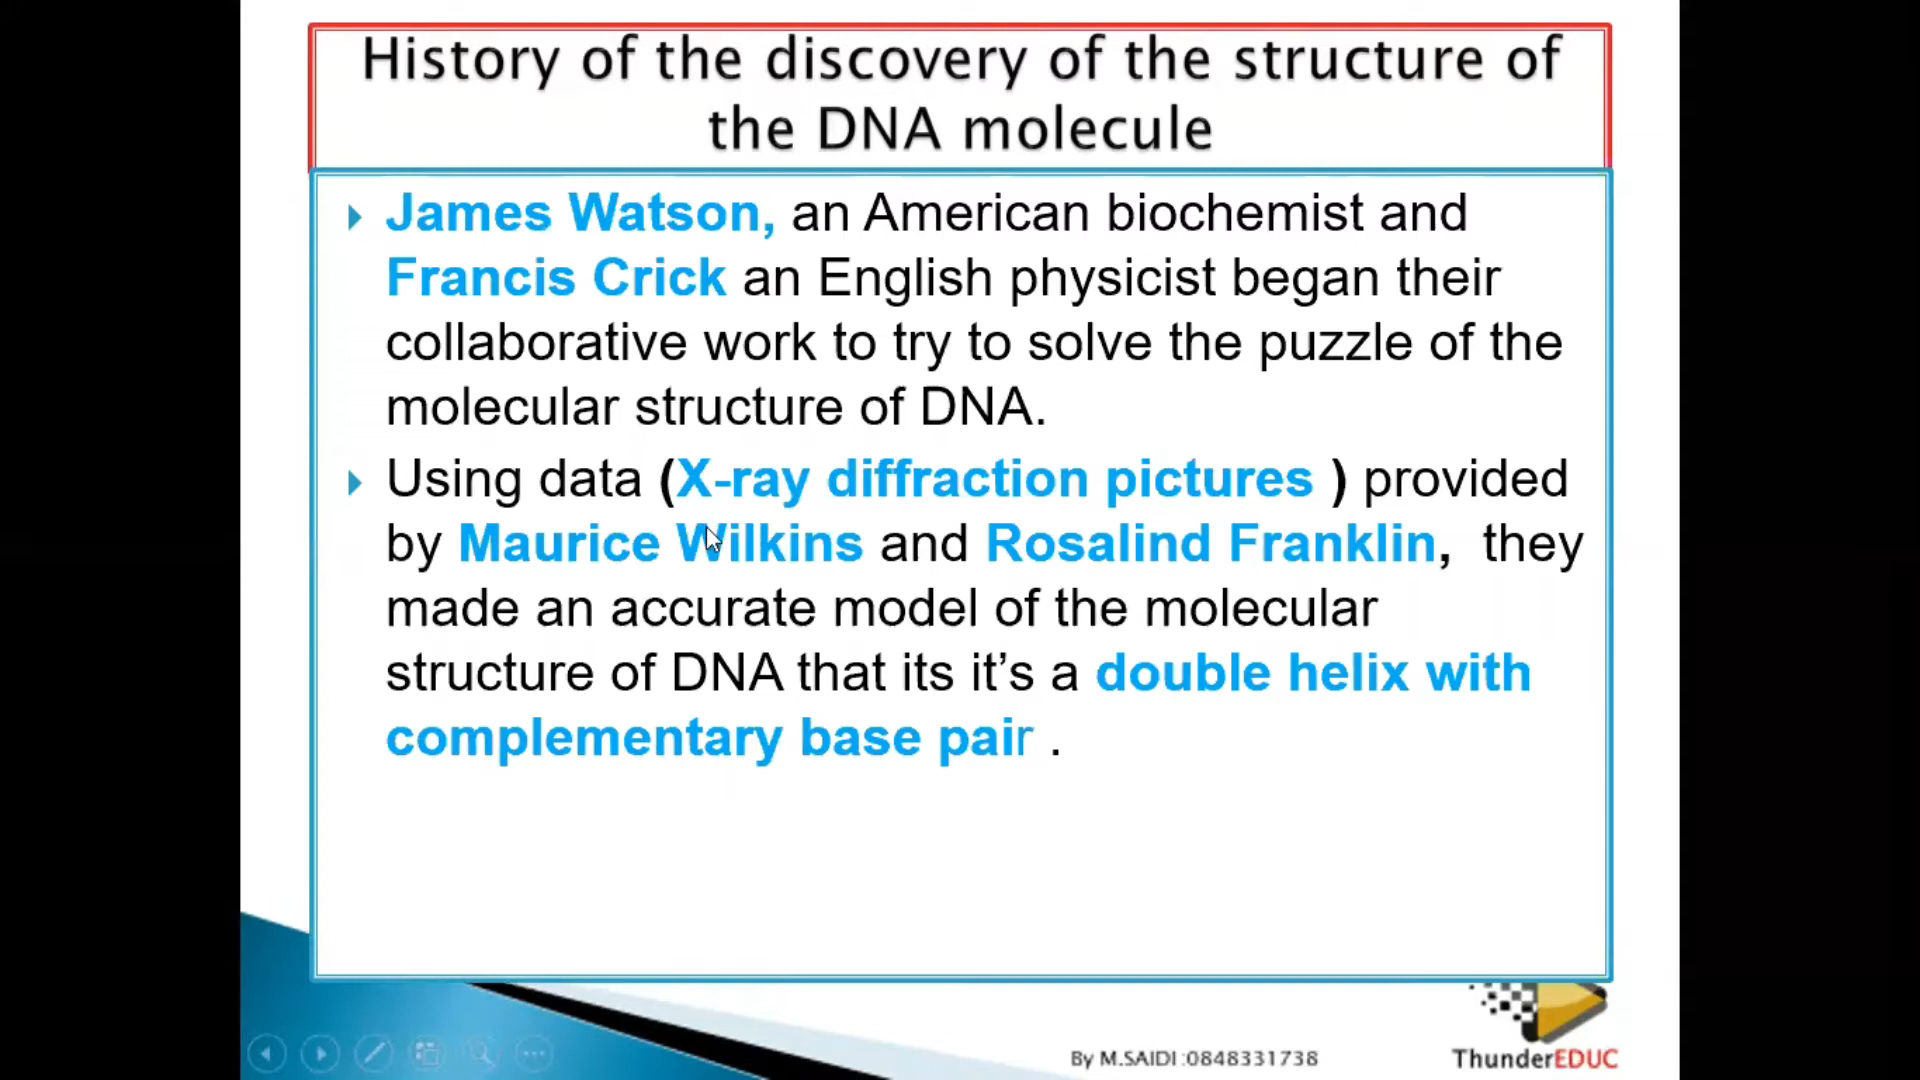 History of the discovery of the structure of
the DNA molecule
James Watson, an American biochemist and
Francis Crick an English physicist began their
collaborative work to try to solve the puzzle of the
molecular structure of DNA.
Using data (X-ray diffraction pictures ) provided
by Maurice Wilkins and Rosalind Franklin, they
made an accurate model of the molecular
structure of DNA that its it’s a double helix with
complementary base pair .
By M.SAIDI :0848331738
ThunderEDUC